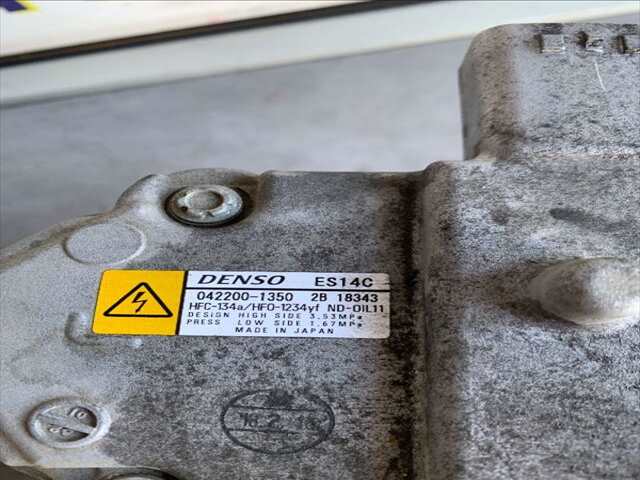 DENSO ES14C
042200-1350 2B 18343
HFC-134a/HFO-1234yf ND-OIL11
DESIGN HIGH SIDE 3.53MPa
PRESS LOW SIDE 1.67MPa
MADE IN JAPAN